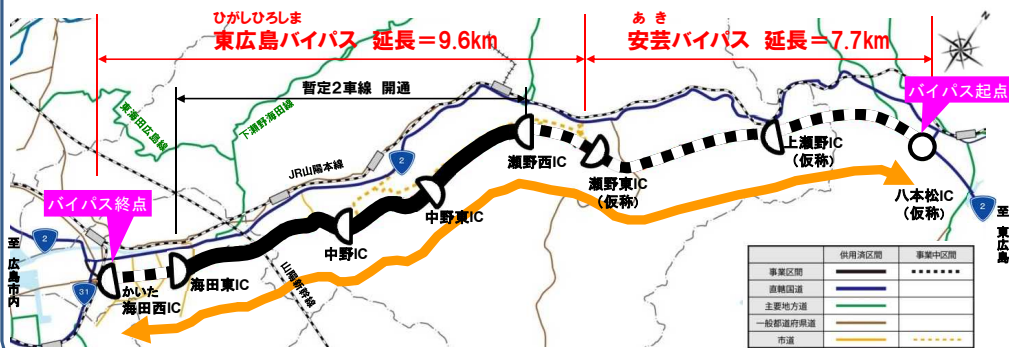 ひがしひろしま
東広島バイパス 延長=9.6km
あき
安芸バイパス 延長=7.7km
暫定2車線 開通
バイパス起点
東海田広島線
下瀬野海田線
JR山陽本線
2
瀬野西IC
瀬野東IC
(仮称)
上瀬野IC
(仮称)
八本松IC
(仮称)
2
至 東広島
バイパス終点
中野東IC
中野IC
海田東IC
かいた
海田西IC
山陽新幹線
至 広島市内
2
31
N
供用済区間
事業中区間
事業区間
直轄国道
主要地方道
一般都道府県道
市道